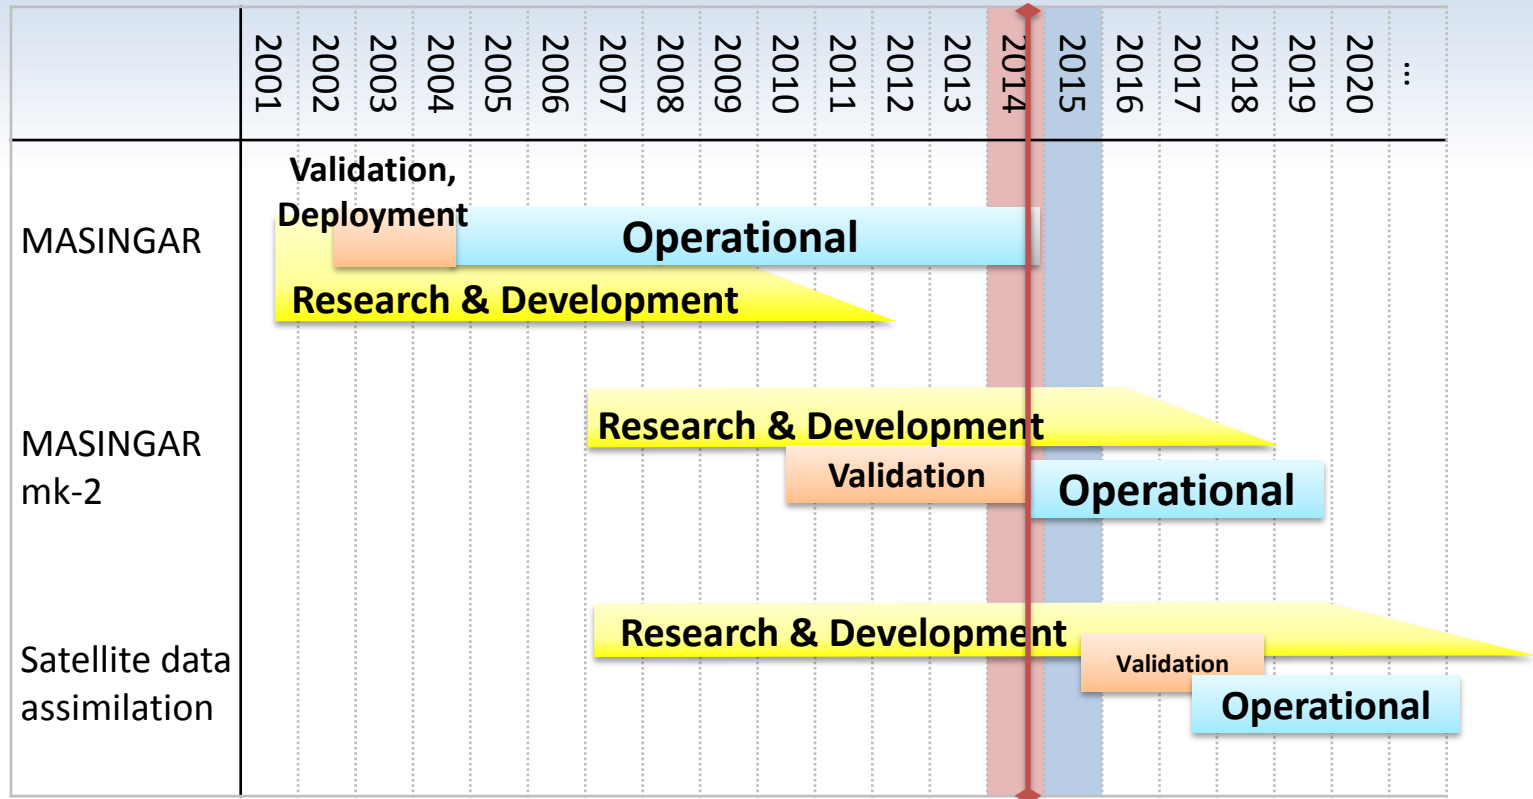 2001
2002
2003
2004
2005
2006
2007
2008
2009
2010
2011
2012
2013
2014
2015
2016
2017
2018
2019
2020
...
MASINGAR
Validation,
Deployment
Operational
Research & Development
MASINGAR
mk-2
Research & Development
Validation
Operational
Satellite data
assimilation
Research & Development
Validation
Operational